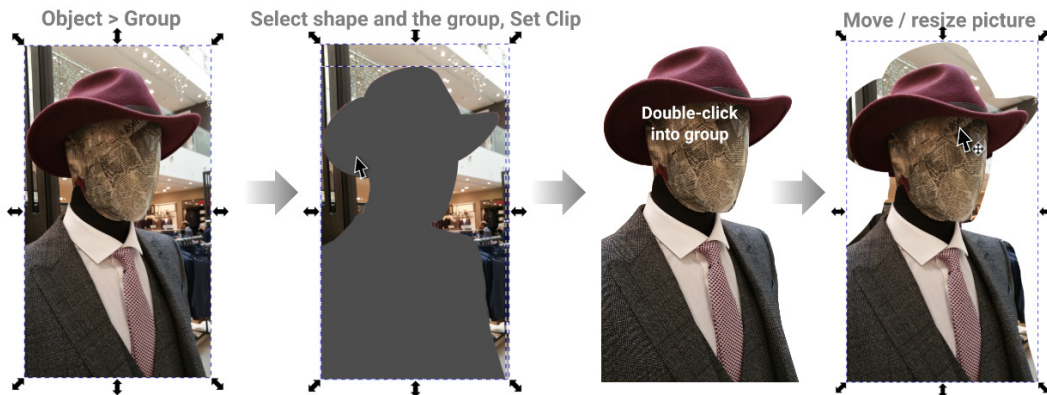 Object > Group
Select shape and the group, Set Clip
Double-click
into group
Move / resize picture